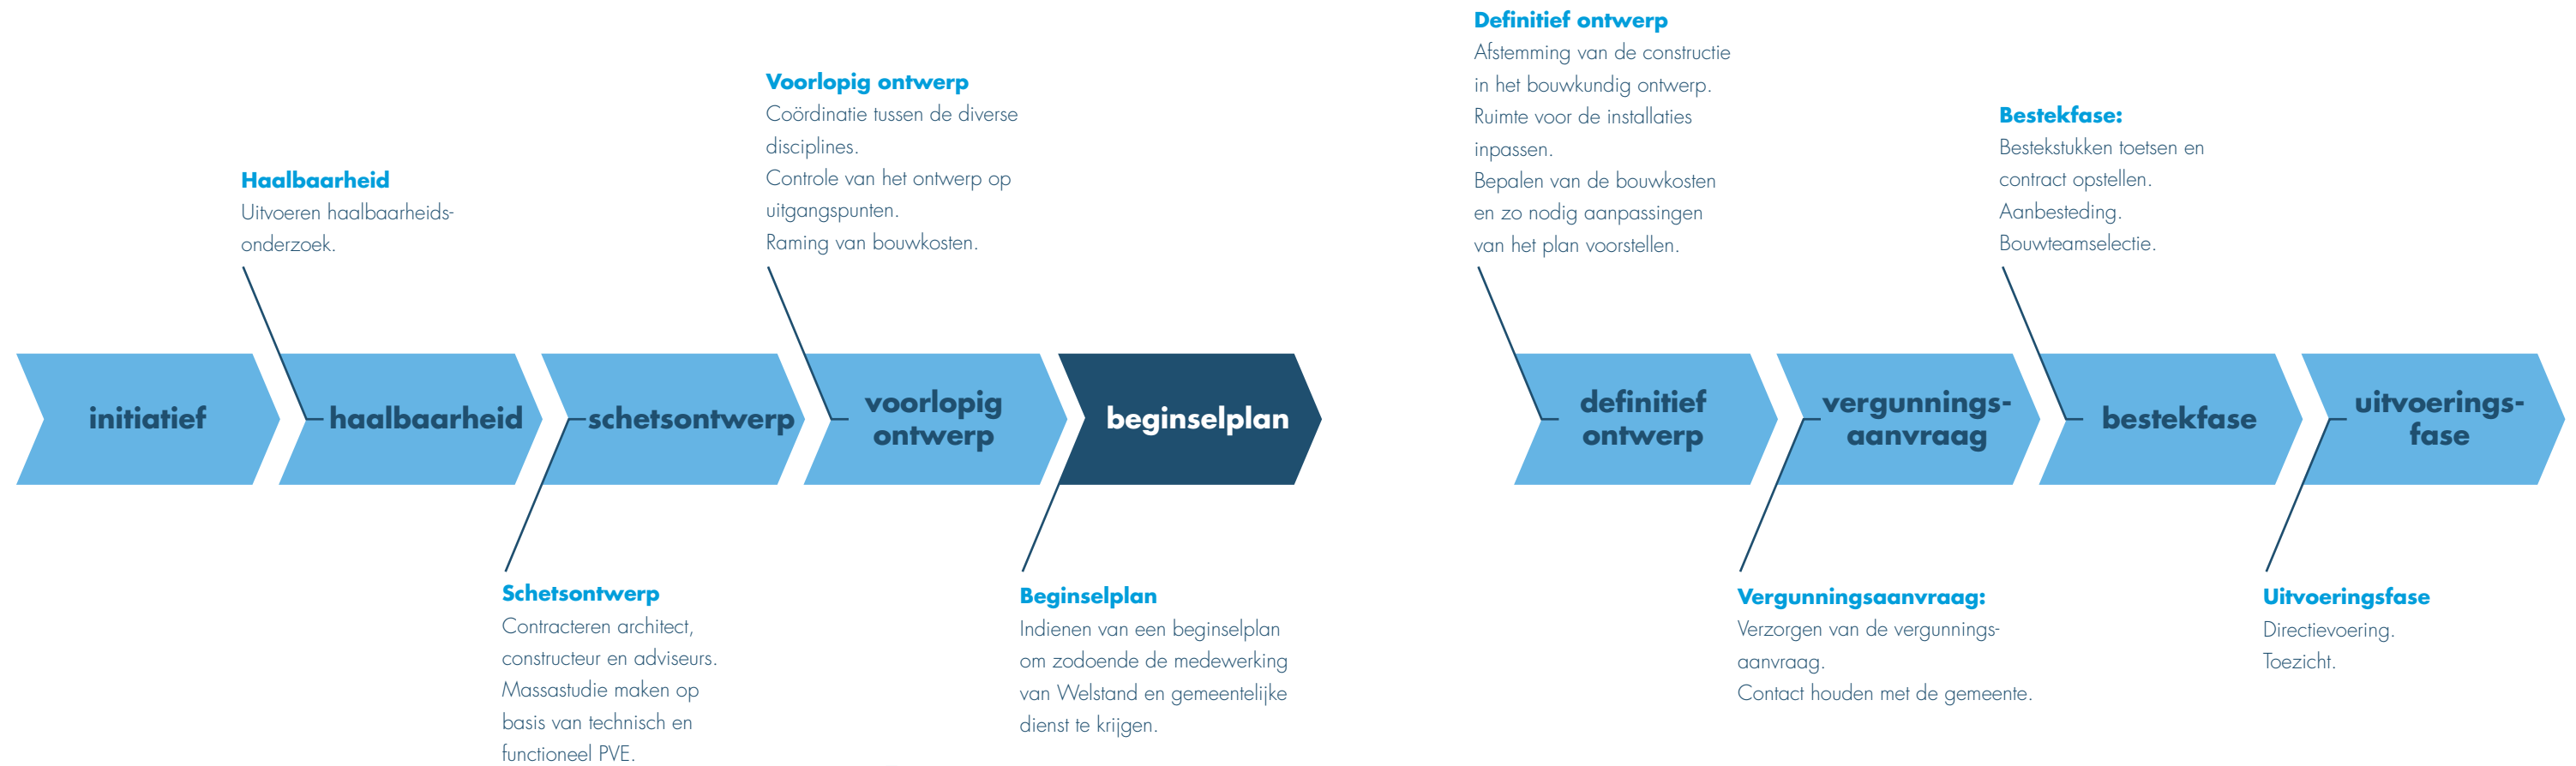 Definitief ontwerp
Afstemming van de constructie
in het bouwkundig ontwerp.
Ruimte voor de installaties
inpassen.
Bepalen van de bouwkosten
en zo nodig aanpassingen
van het plan voorstellen.
Voorlopig ontwerp
Coördinatie tussen de diverse
disciplines.
Controle van het ontwerp op
uitgangspunten.
Raming van bouwkosten.
Bestekfase:
Bestekstukken toetsen en
contract opstellen.
Aanbesteding.
Bouwteamselectie.
Haalbaarheid
Uitvoeren haalbaarheids-
onderzoek.
initiatief
haalbaarheid
schetsontwerp
voorlopig
ontwerp
beginselplan
definitief
ontwerp
vergunnings-
aanvraag
bestekfase
uitvoerings-
fase
Schetsontwerp
Contracteren architect,
constructeur en adviseurs.
Massastudie maken op
basis van technisch en
functioneel PVE.
Beginselplan
Indienen van een beginselplan
om zodoende de medewerking
van Welstand en gemeentelijke
dienst te krijgen.
Vergunningsaanvraag:
Verzorgen van de vergunnings-
aanvraag.
Contact houden met de gemeente.
Uitvoeringsfase
Directievoering.
Toezicht.